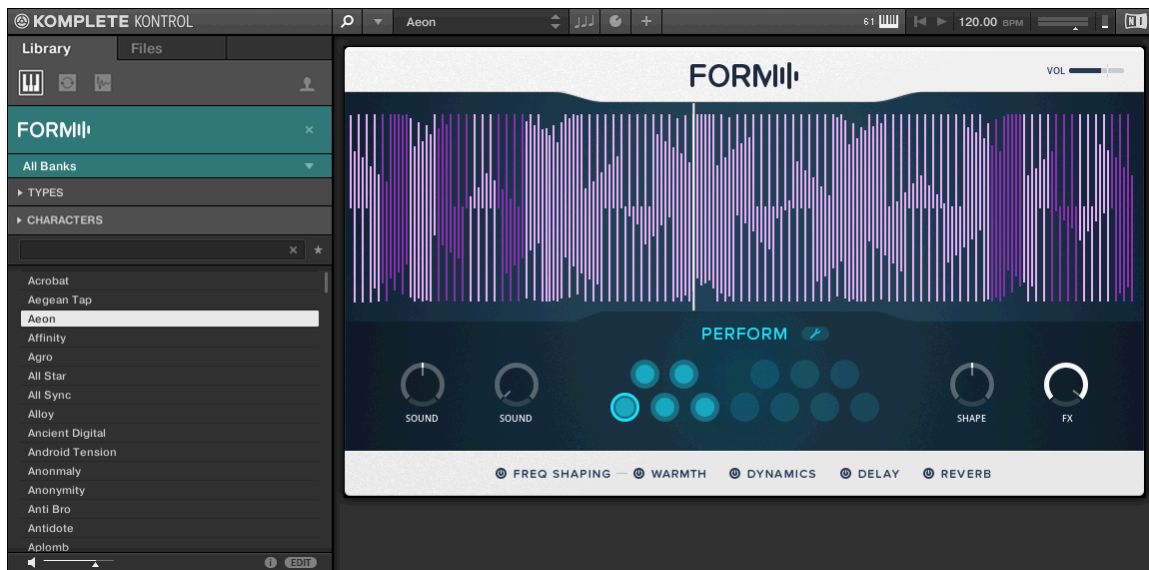 KOMPLETE KONTROL
Aeon
61
120.00 BPM
Library
Files
FORM
All Banks
TYPES
CHARACTERS
Acrobat
Aegean Tap
Aeon
Affinity
Agro
All Star
All Sync
Alloy
Ancient Digital
Android Tension
Anonmaly
Anonymity
Anti Bro
Antidote
Aplomb
EDIT
FORM
VOL
PERFORM
SOUND
SOUND
SHAPE
FX
FREQ SHAPING
WARMTH
DYNAMICS
DELAY
REVERB